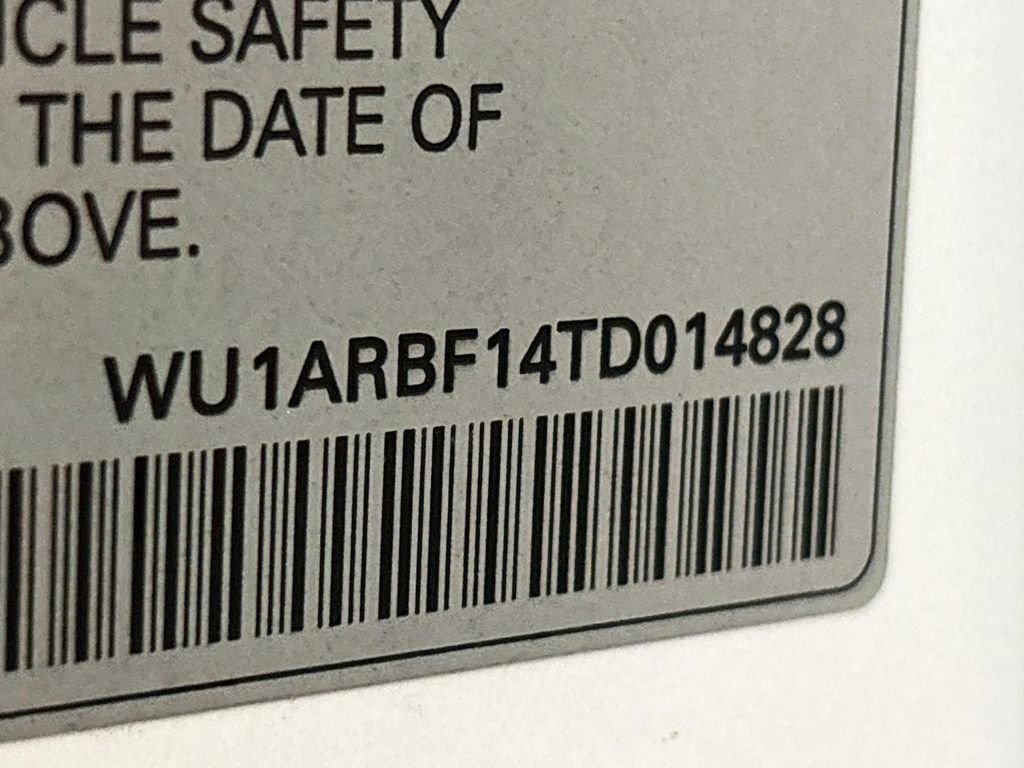 ICLE SAFETY
THE DATE OF
BOVE.
WU1ARBF14TD014828